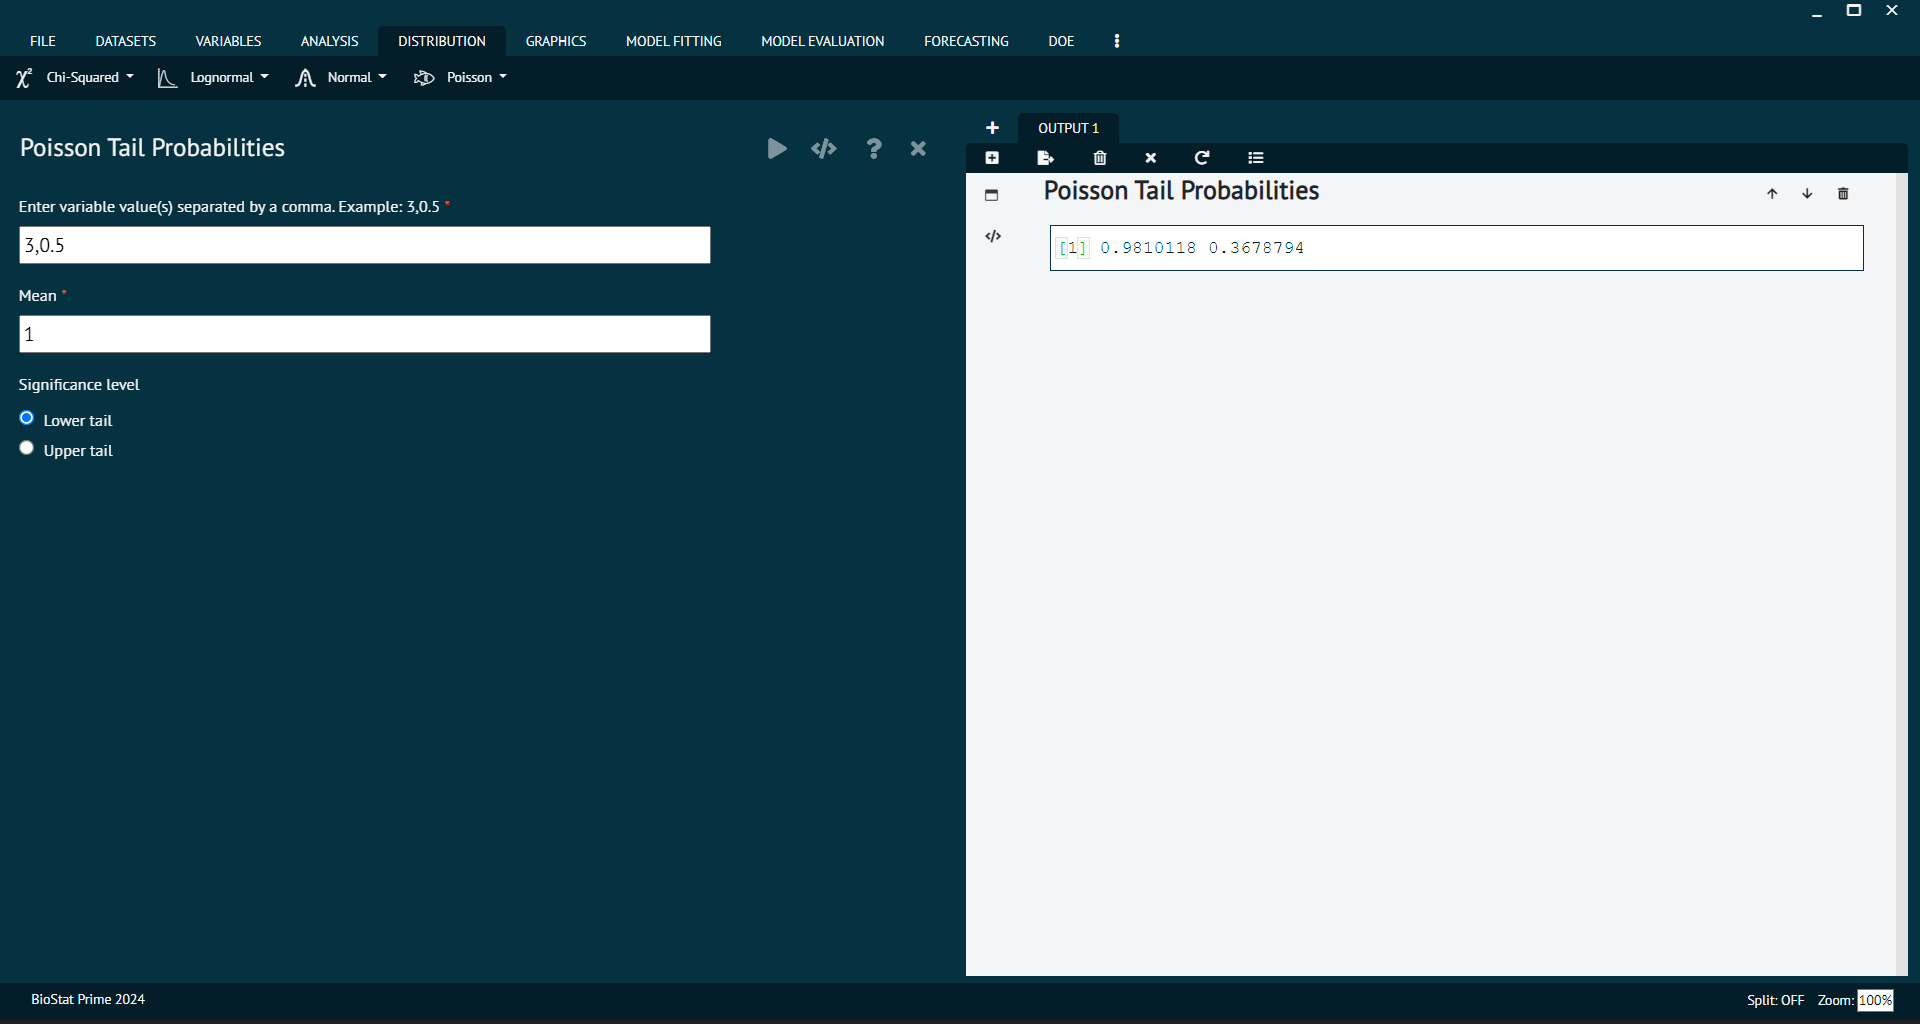 FILE DATASETS VARIABLES ANALYSIS DISTRIBUTION GRAPHICS MODEL FITTING MODEL EVALUATION FORECASTING DOE
χ² Chi-Squared Lognormal Normal Poisson
Poisson Tail Probabilities
Enter variable value(s) separated by a comma. Example: 3,0.5 *
3,0.5
Mean *
1
Significance level
Lower tail
Upper tail
OUTPUT 1
Poisson Tail Probabilities
[1] 0.9810118 0.3678794
BioStat Prime 2024
Split: OFF Zoom: 100%